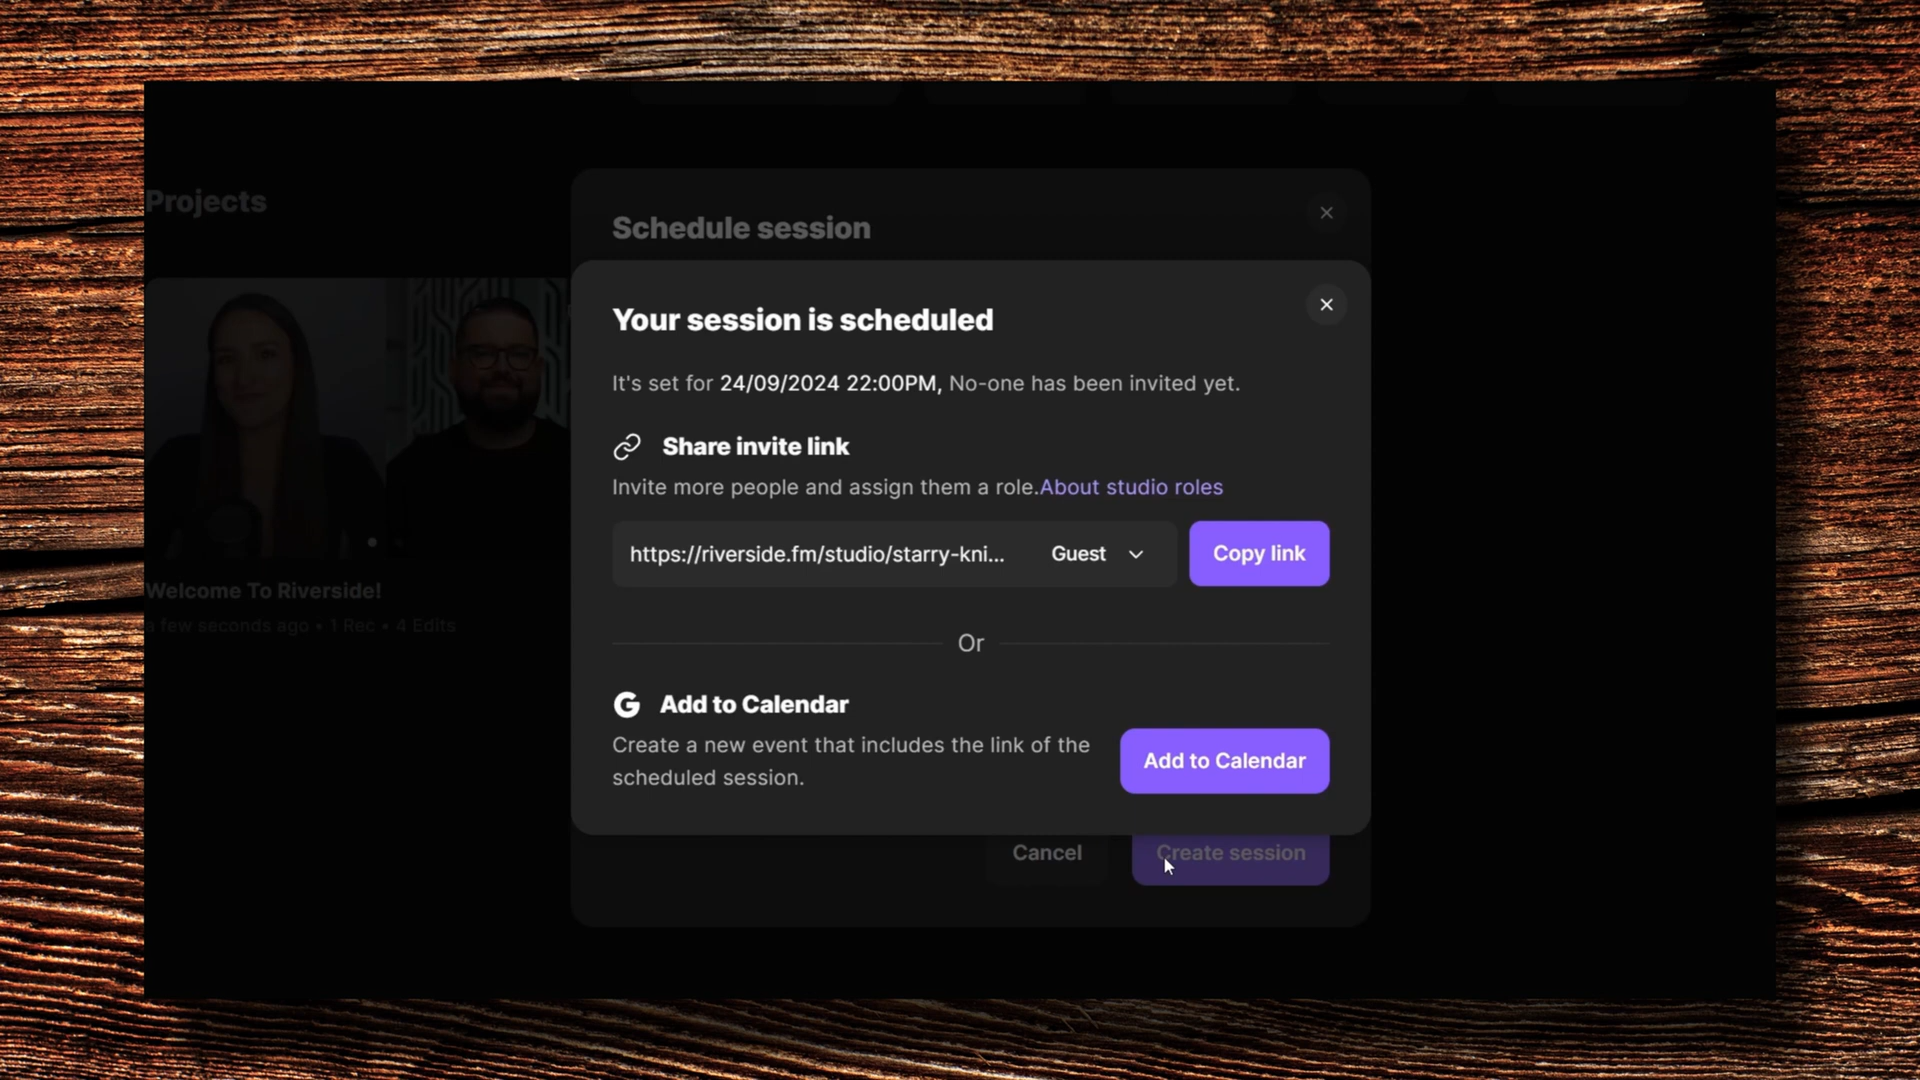 Projects
Schedule session
Your session is scheduled
It's set for 24/09/2024 22:00PM, No-one has been invited yet.
Share invite link
Invite more people and assign them a role.About studio roles
https://riverside.fm/studio/starry-kni...
Guest
Copy link
Welcome To Riverside!
a few seconds ago • 1 Rec • 4 Edits
Or
Add to Calendar
Create a new event that includes the link of the
scheduled session.
Add to Calendar
Cancel
Create session